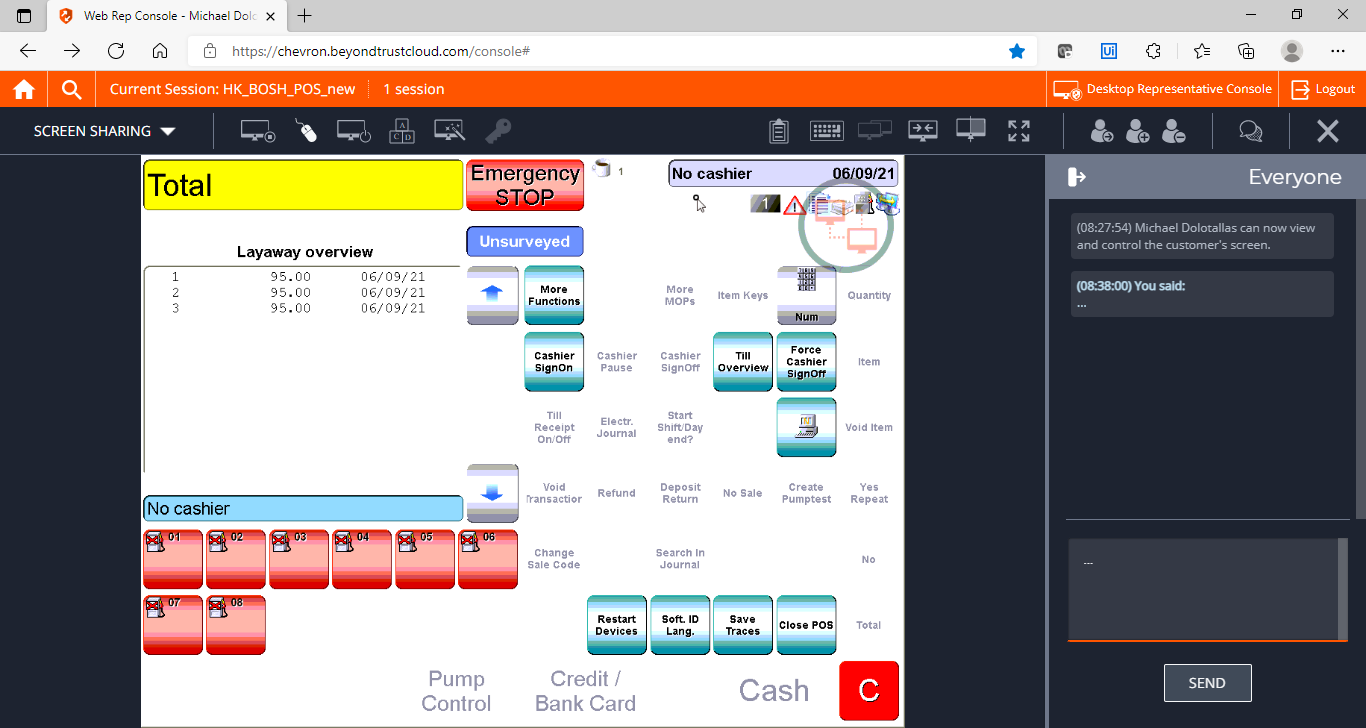 Web Rep Console - Michael Dolo
https://chevron.beyondtrustcloud.com/console#
Current Session: HK_BOSH_POS_new
1 session
Desktop Representative Console
Logout
SCREEN SHARING
Total
Emergency
STOP
1
No cashier 06/09/21
1
Unsurveyed
Layaway overview
1 95.00 06/09/21
2 95.00 06/09/21
3 95.00 06/09/21
More
Functions
More
MOPs
Item Keys
Num
Quantity
Cashier
SignOn
Cashier
Pause
Cashier
SignOff
Till
Overview
Force
Cashier
SignOff
Item
Till
Receipt
On/Off
Electr.
Journal
Start
Shift/Day
end?
Void Item
Void
Transaction
Refund
Deposit
Return
No Sale
Create
Pumptest
Yes
Repeat
No cashier
Change
Sale Code
Search In
Journal
No
01 02 03 04 05 06
07 08
Restart
Devices
Soft. ID
Lang.
Save
Traces
Close POS
Total
Pump
Control
Credit /
Bank Card
Cash
C
Everyone
(08:27:54) Michael Dolotallas can now view
and control the customer's screen.
(08:38:00) You said:
...
...
SEND